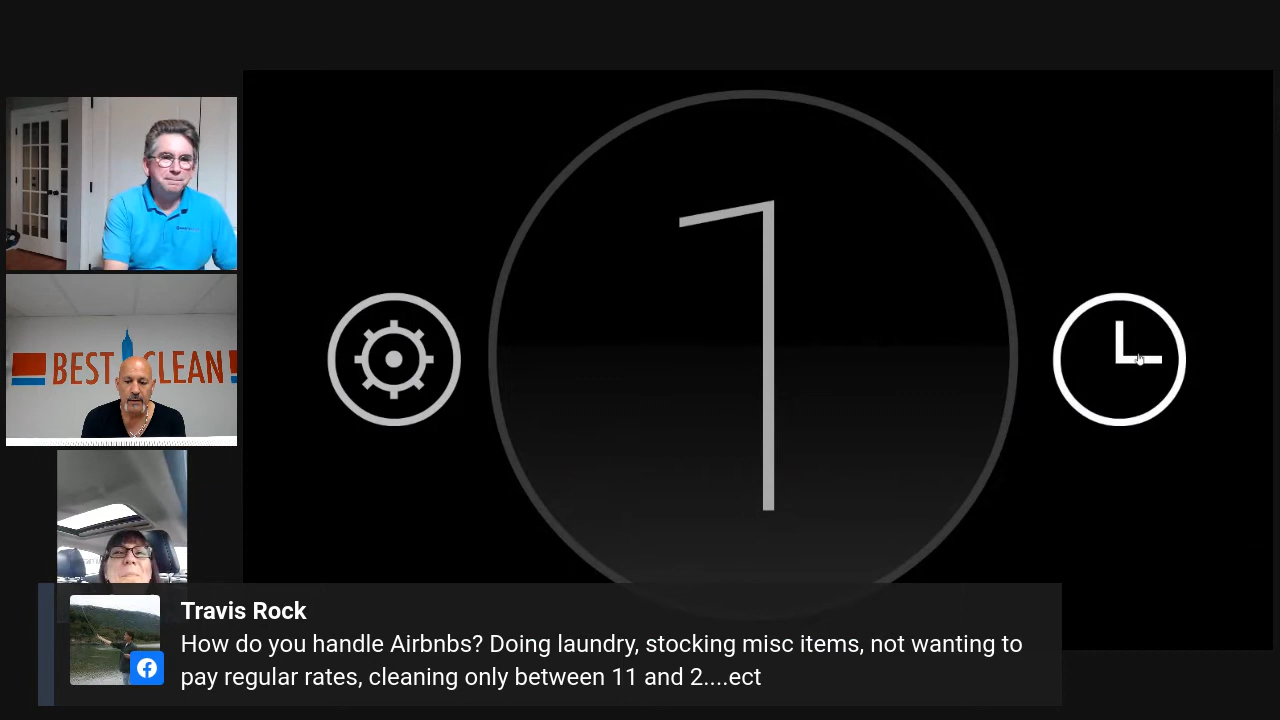 BEST CLEAN!
1
Travis Rock
How do you handle Airbnbs? Doing laundry, stocking misc items, not wanting to
pay regular rates, cleaning only between 11 and 2....ect